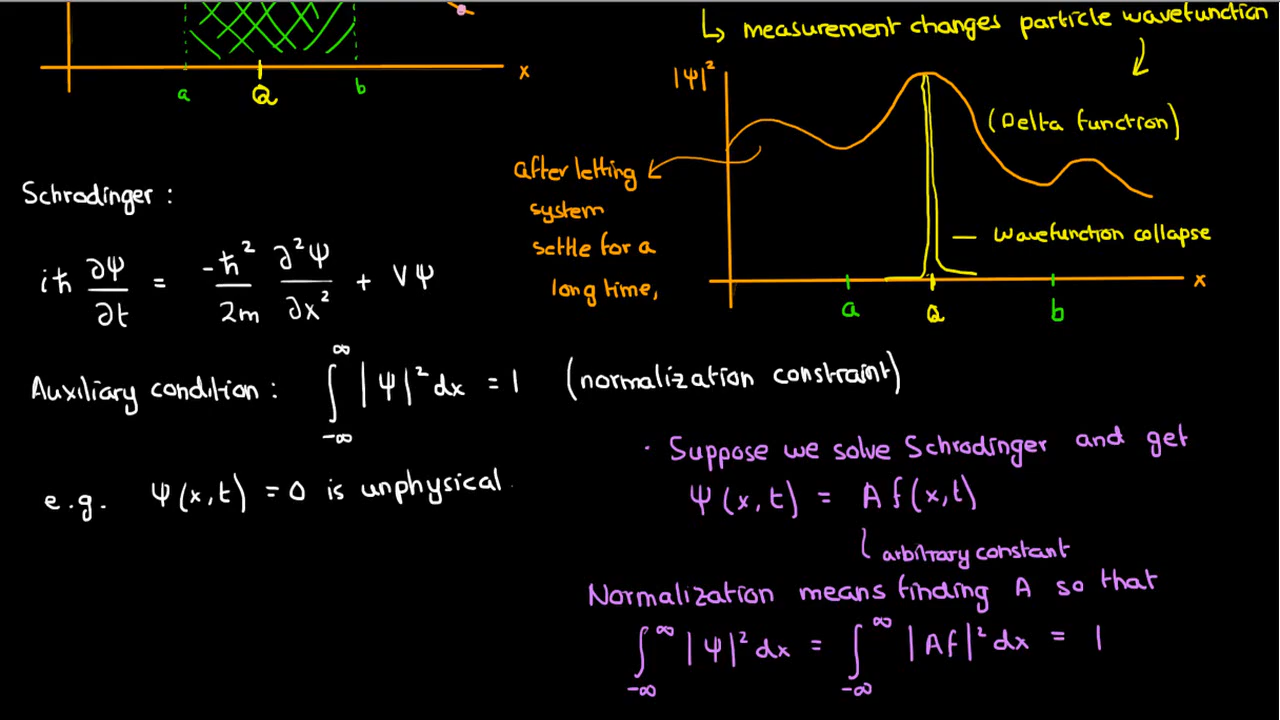 a Q b x
↳ measurement changes particle wavefunction
|Ψ|²
(Delta function)
After letting
system
settle for a
long time,
— wavefunction collapse
a Q b x
Schrodinger :
iħ ∂Ψ/∂t = -ħ²/2m ∂²Ψ/∂x² + VΨ
Auxiliary condition : ∫_{-∞}^{∞} |Ψ|² dx = 1 (normalization constraint)
e.g. Ψ(x, t) = 0 is unphysical.
· Suppose we solve Schrodinger and get
Ψ(x, t) = A f(x, t)
arbitrary constant
Normalization means finding A so that
∫_{-∞}^{∞} |Ψ|² dx = ∫_{-∞}^{∞} |Af|² dx = 1